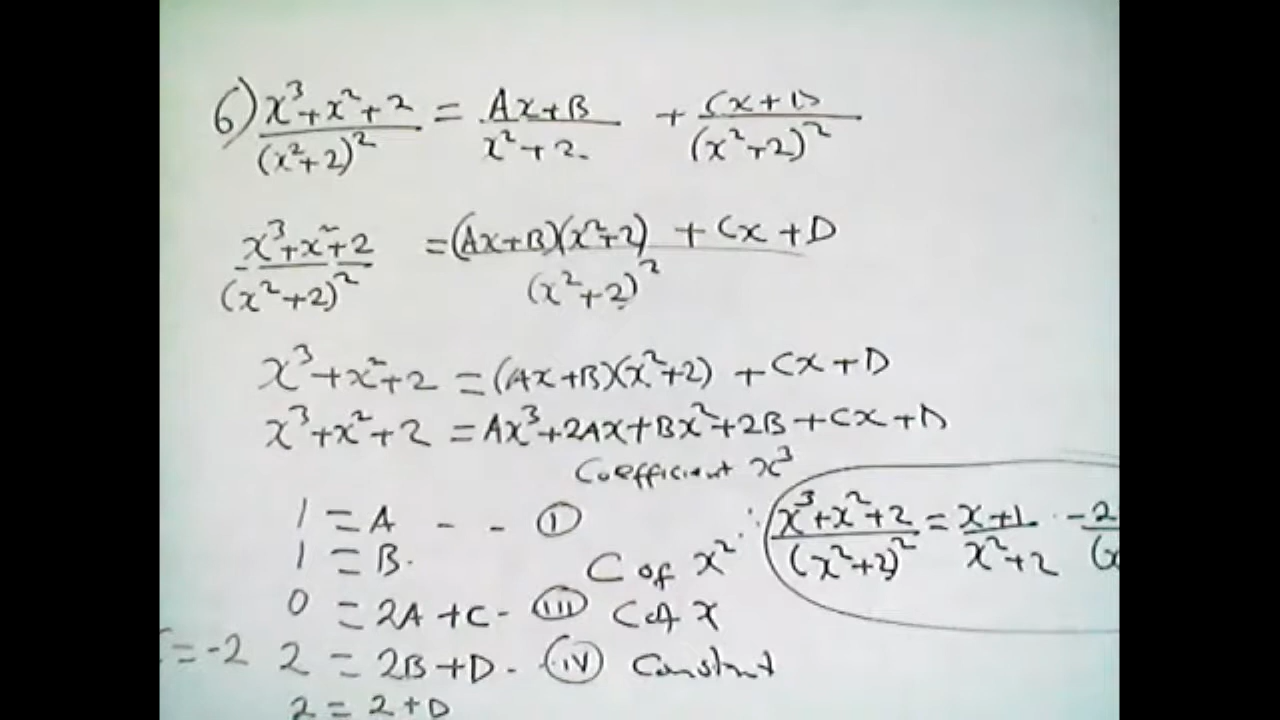 6) x³+x²+2/(x²+2)² = Ax+B/x²+2 + Cx+D/(x²+2)²
x³+x²+2/(x²+2)² = (Ax+B)(x²+2) + Cx+D/(x²+2)²
x³+x²+2 = (Ax+B)(x²+2) + Cx+D
x³+x²+2 = Ax³+2Ax+Bx²+2B+Cx+D
Coefficient x³
1 = A - - (I)
1 = B. C of x²
0 = 2A+C - (III) C of x
= -2 2 = 2B+D - (IV) Constant
2 = 2+D
∴ x³+x²+2/(x²+2)² = x+1/x²+2 -2/(x